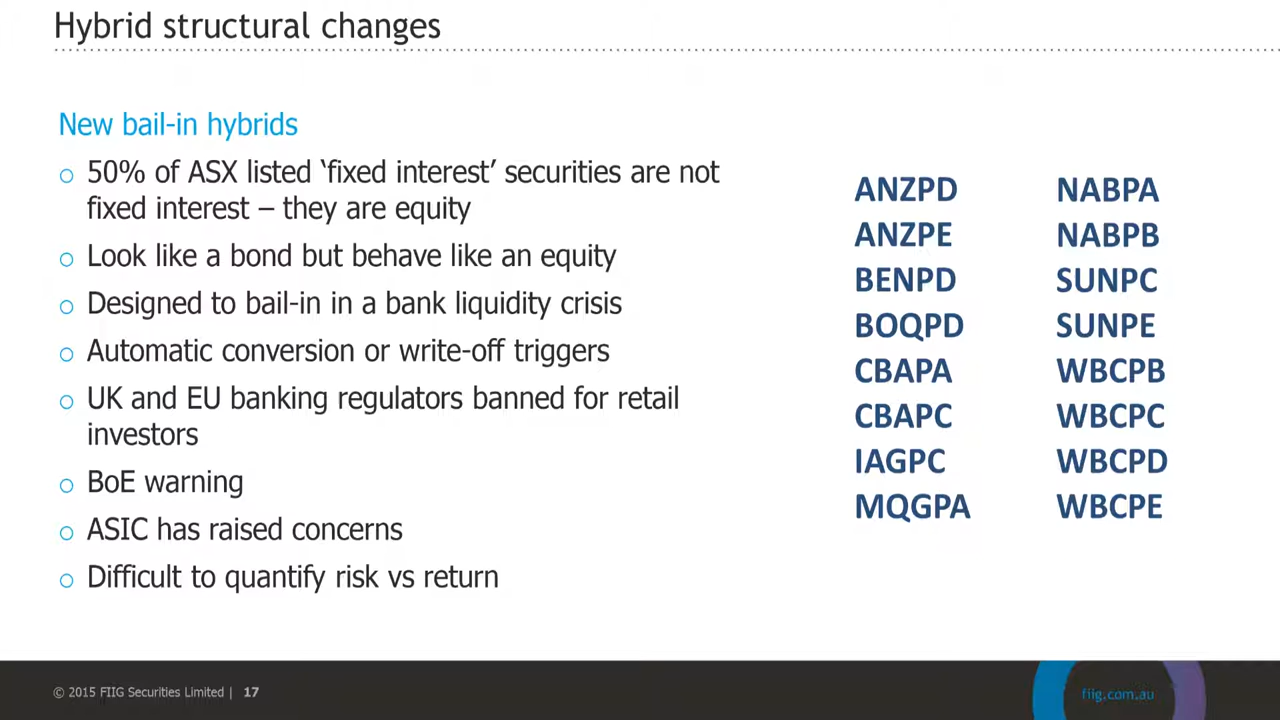 Hybrid structural changes
New bail-in hybrids
o 50% of ASX listed ‘fixed interest’ securities are not
fixed interest – they are equity
o Look like a bond but behave like an equity
o Designed to bail-in in a bank liquidity crisis
o Automatic conversion or write-off triggers
o UK and EU banking regulators banned for retail
investors
o BoE warning
o ASIC has raised concerns
o Difficult to quantify risk vs return
ANZPD
ANZPE
BENPD
BOQPD
CBAPA
CBAPC
IAGPC
MQGPA
NABPA
NABPB
SUNPC
SUNPE
WBCPB
WBCPC
WBCPD
WBCPE
© 2015 FIIG Securities Limited | 17
fiig.com.au